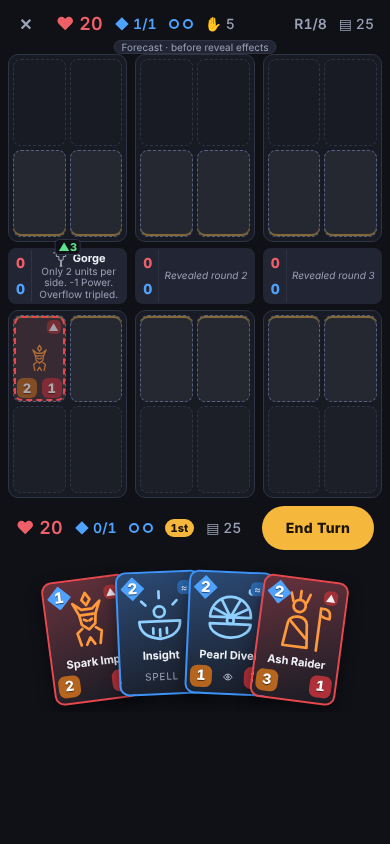 ✕ 20 1/1 5 R1/8 25
Forecast · before reveal effects
3
0 Gorge
Only 2 units per
side. -1 Power.
Overflow tripled.
0
0 Revealed round 2
0
0 Revealed round 3
0
2 1
20 0/1 1st 25
End Turn
1
Spark Imp
2
2
Insight
SPELL
2
Pearl Dive
1
2
Ash Raider
3 1